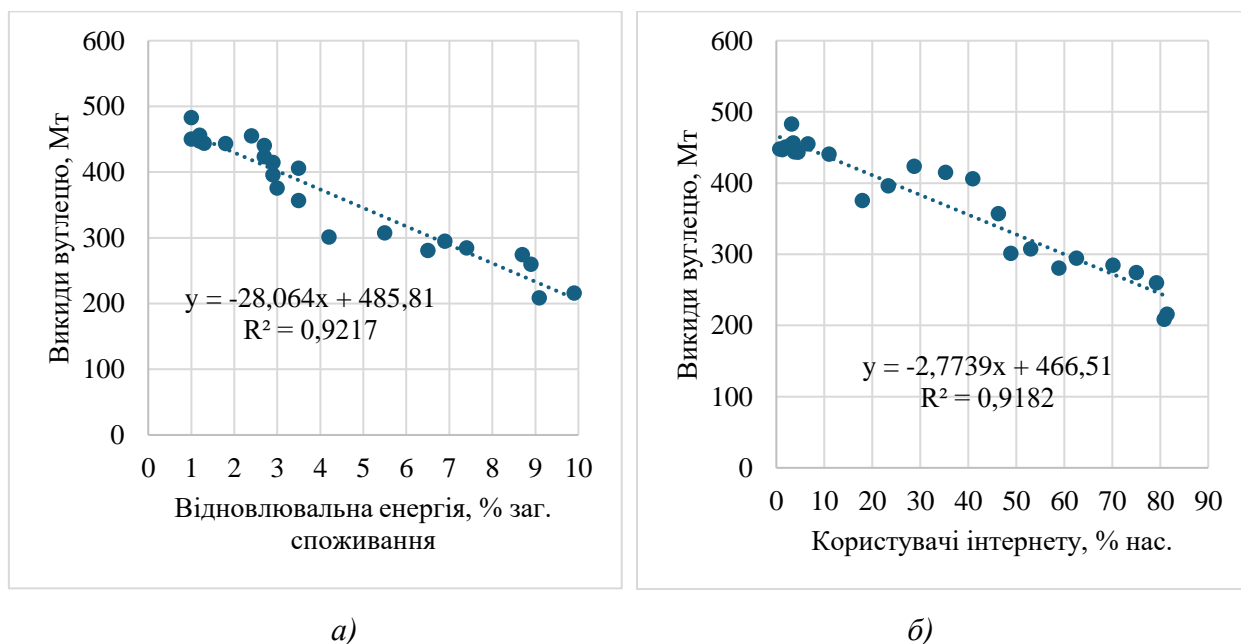 600
500
400
300
200
100
0
Викиди вуглецю, Мт
y = -28,064x + 485,81
R² = 0,9217
0 1 2 3 4 5 6 7 8 9 10
Відновлювальна енергія, % заг.
споживання
а)
600
500
400
300
200
100
0
Викиди вуглецю, Мт
y = -2,7739x + 466,51
R² = 0,9182
0 10 20 30 40 50 60 70 80 90
Користувачі інтернету, % нас.
б)